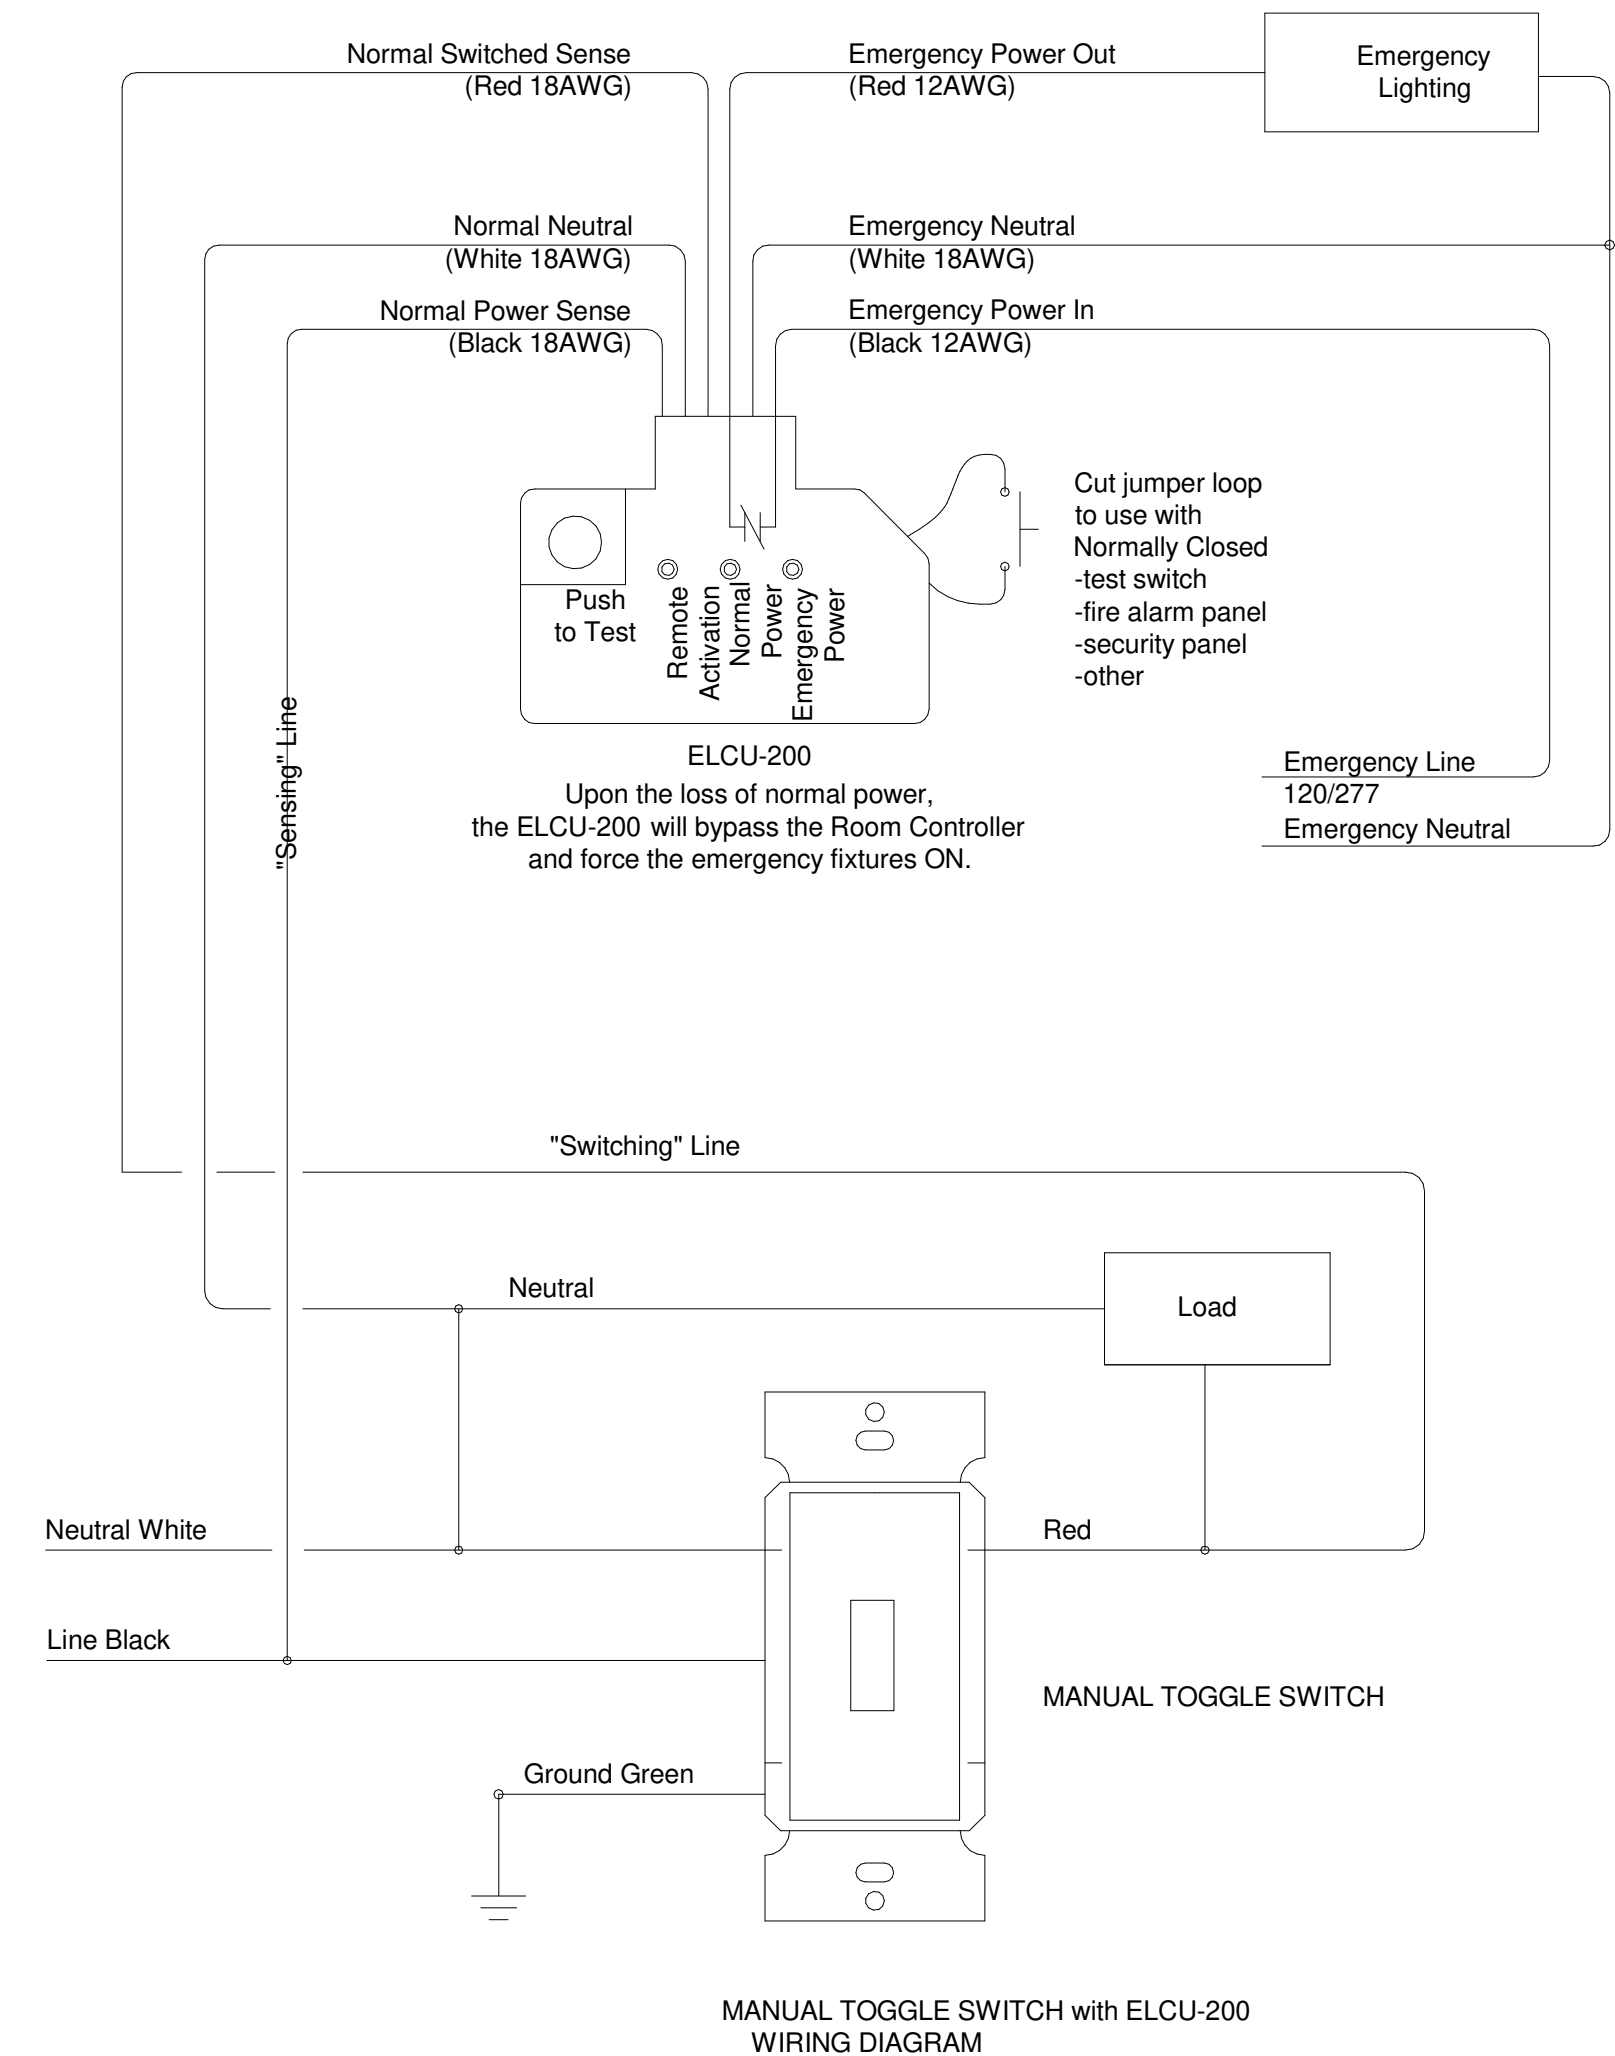 Normal Switched Sense
(Red 18AWG)
Emergency Power Out
(Red 12AWG)
Emergency
Lighting
Normal Neutral
(White 18AWG)
Emergency Neutral
(White 18AWG)
Normal Power Sense
(Black 18AWG)
Emergency Power In
(Black 12AWG)
Cut jumper loop
to use with
Normally Closed
-test switch
-fire alarm panel
-security panel
-other
Push
to Test
Remote
Activation
Normal
Power
Emergency
Power
"Sensing" Line
ELCU-200
Upon the loss of normal power,
the ELCU-200 will bypass the Room Controller
and force the emergency fixtures ON.
Emergency Line
120/277
Emergency Neutral
"Switching" Line
Neutral
Load
Neutral White
Red
Line Black
MANUAL TOGGLE SWITCH
Ground Green
MANUAL TOGGLE SWITCH with ELCU-200
WIRING DIAGRAM